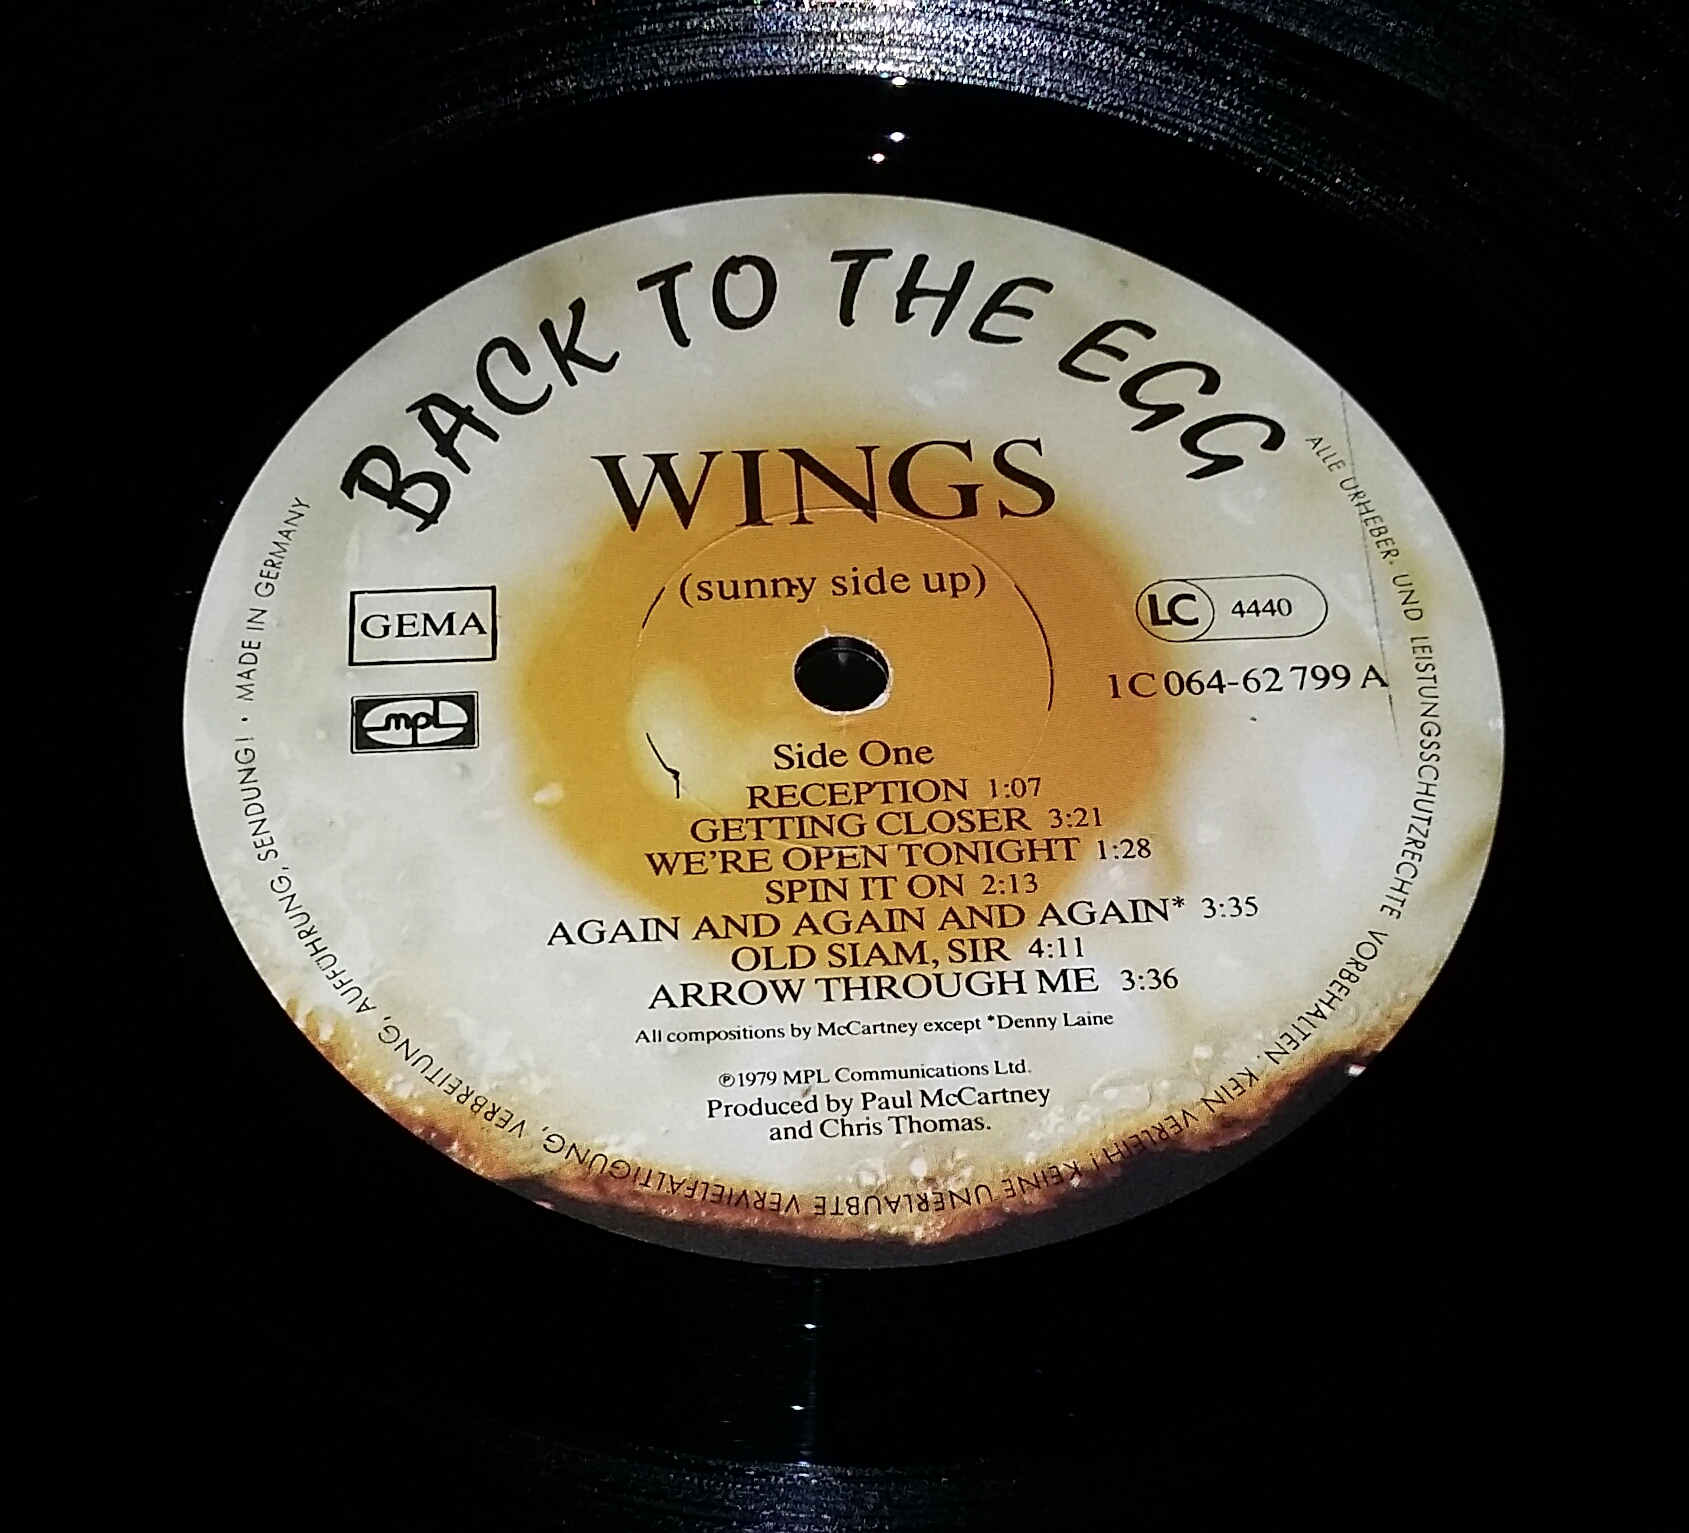 BACK TO THE EGG
WINGS
(sunny side up)
GEMA
mpl
LC 4440
1C 064-62 799 A
Side One
RECEPTION 1:07
GETTING CLOSER 3:21
WE'RE OPEN TONIGHT 1:28
SPIN IT ON 2:13
AGAIN AND AGAIN AND AGAIN* 3:35
OLD SIAM, SIR 4:11
ARROW THROUGH ME 3:36
All compositions by McCartney except *Denny Laine
℗1979 MPL Communications Ltd.
Produced by Paul McCartney
and Chris Thomas.
ALLE URHEBER- UND LEISTUNGSSCHUTZRECHTE VORBEHALTEN. KEIN VERLEIH! KEINE UNERLAUBTE VERVIELFÄLTIGUNG, VERBREITUNG, AUFFÜHRUNG, SENDUNG! · MADE IN GERMANY